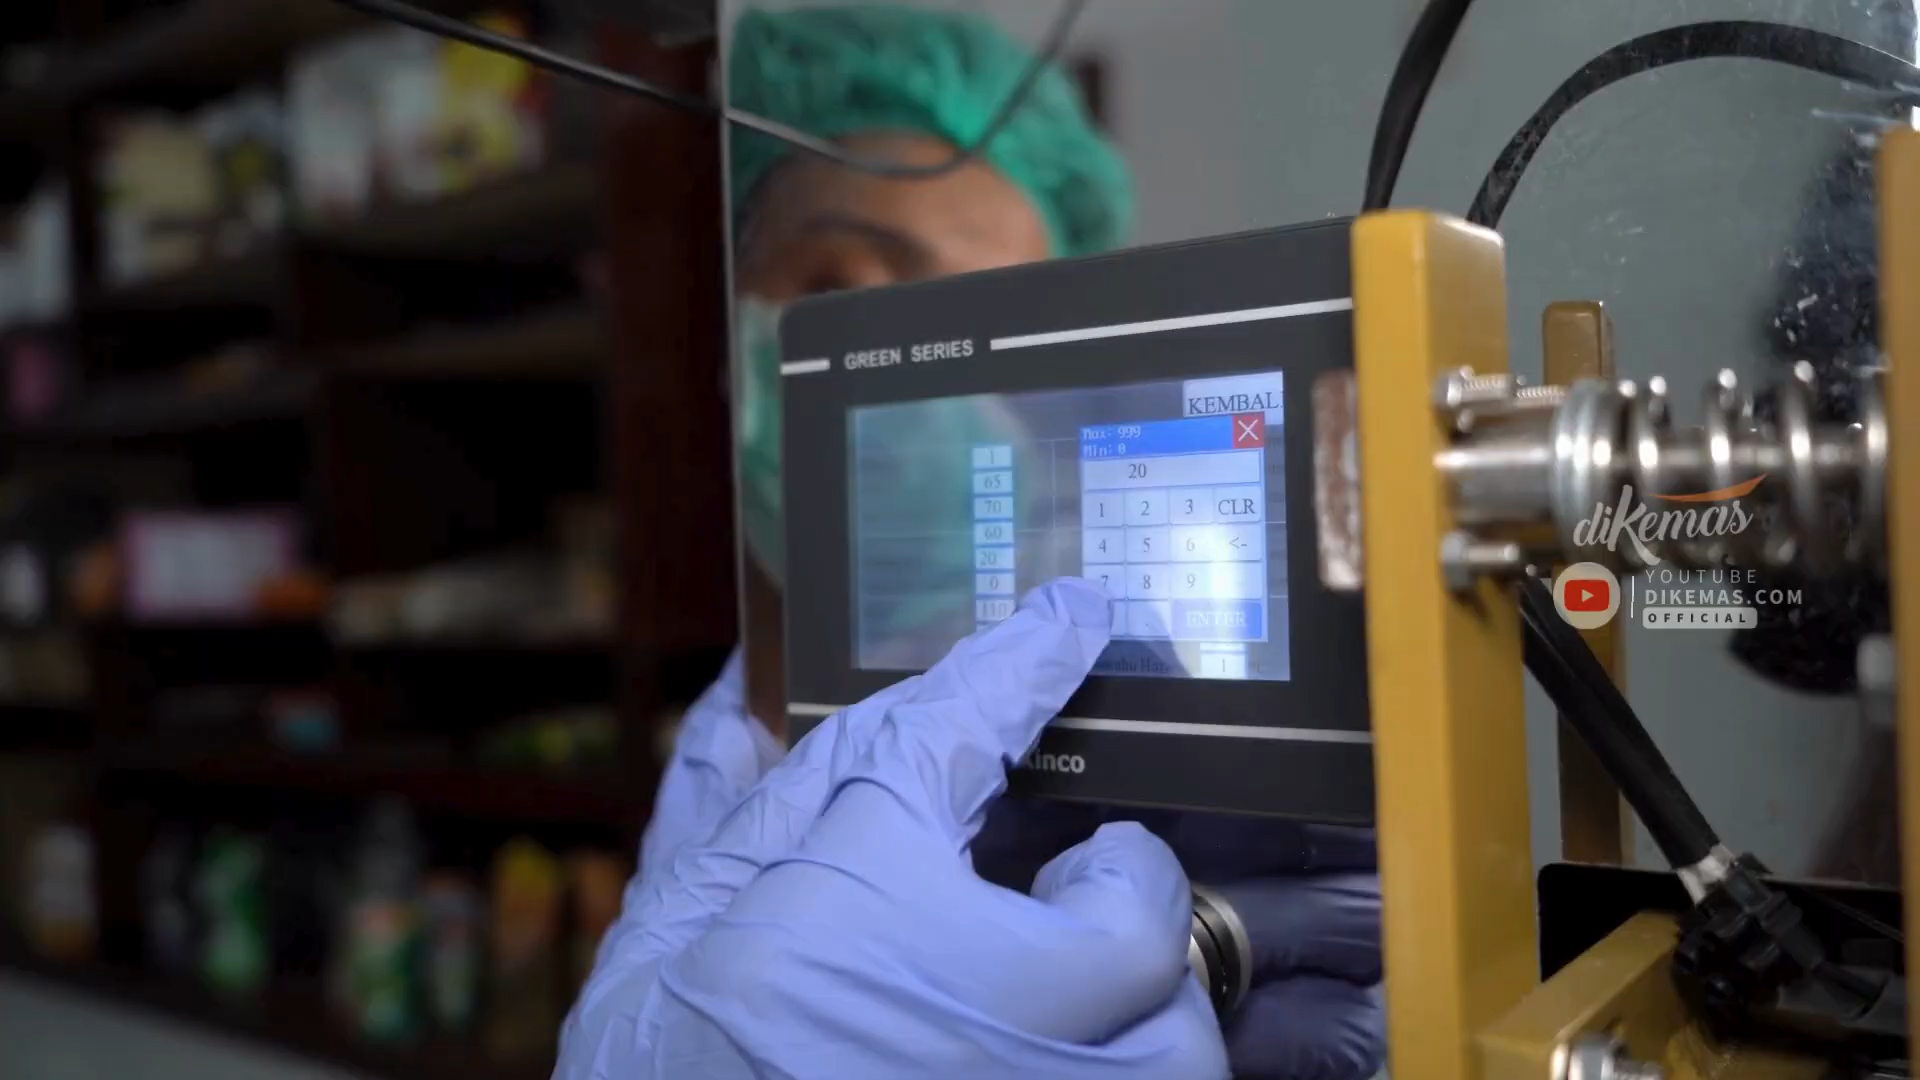 GREEN SERIES
KEMBAL
Max: 999
Min: 0
20
1 2 3 CLR
4 5 6 <-
7 8 9
ENTER
1
65
70
60
20
0
110
1
Kinco
diKemas
YOUTUBE
DIKEMAS.COM
OFFICIAL